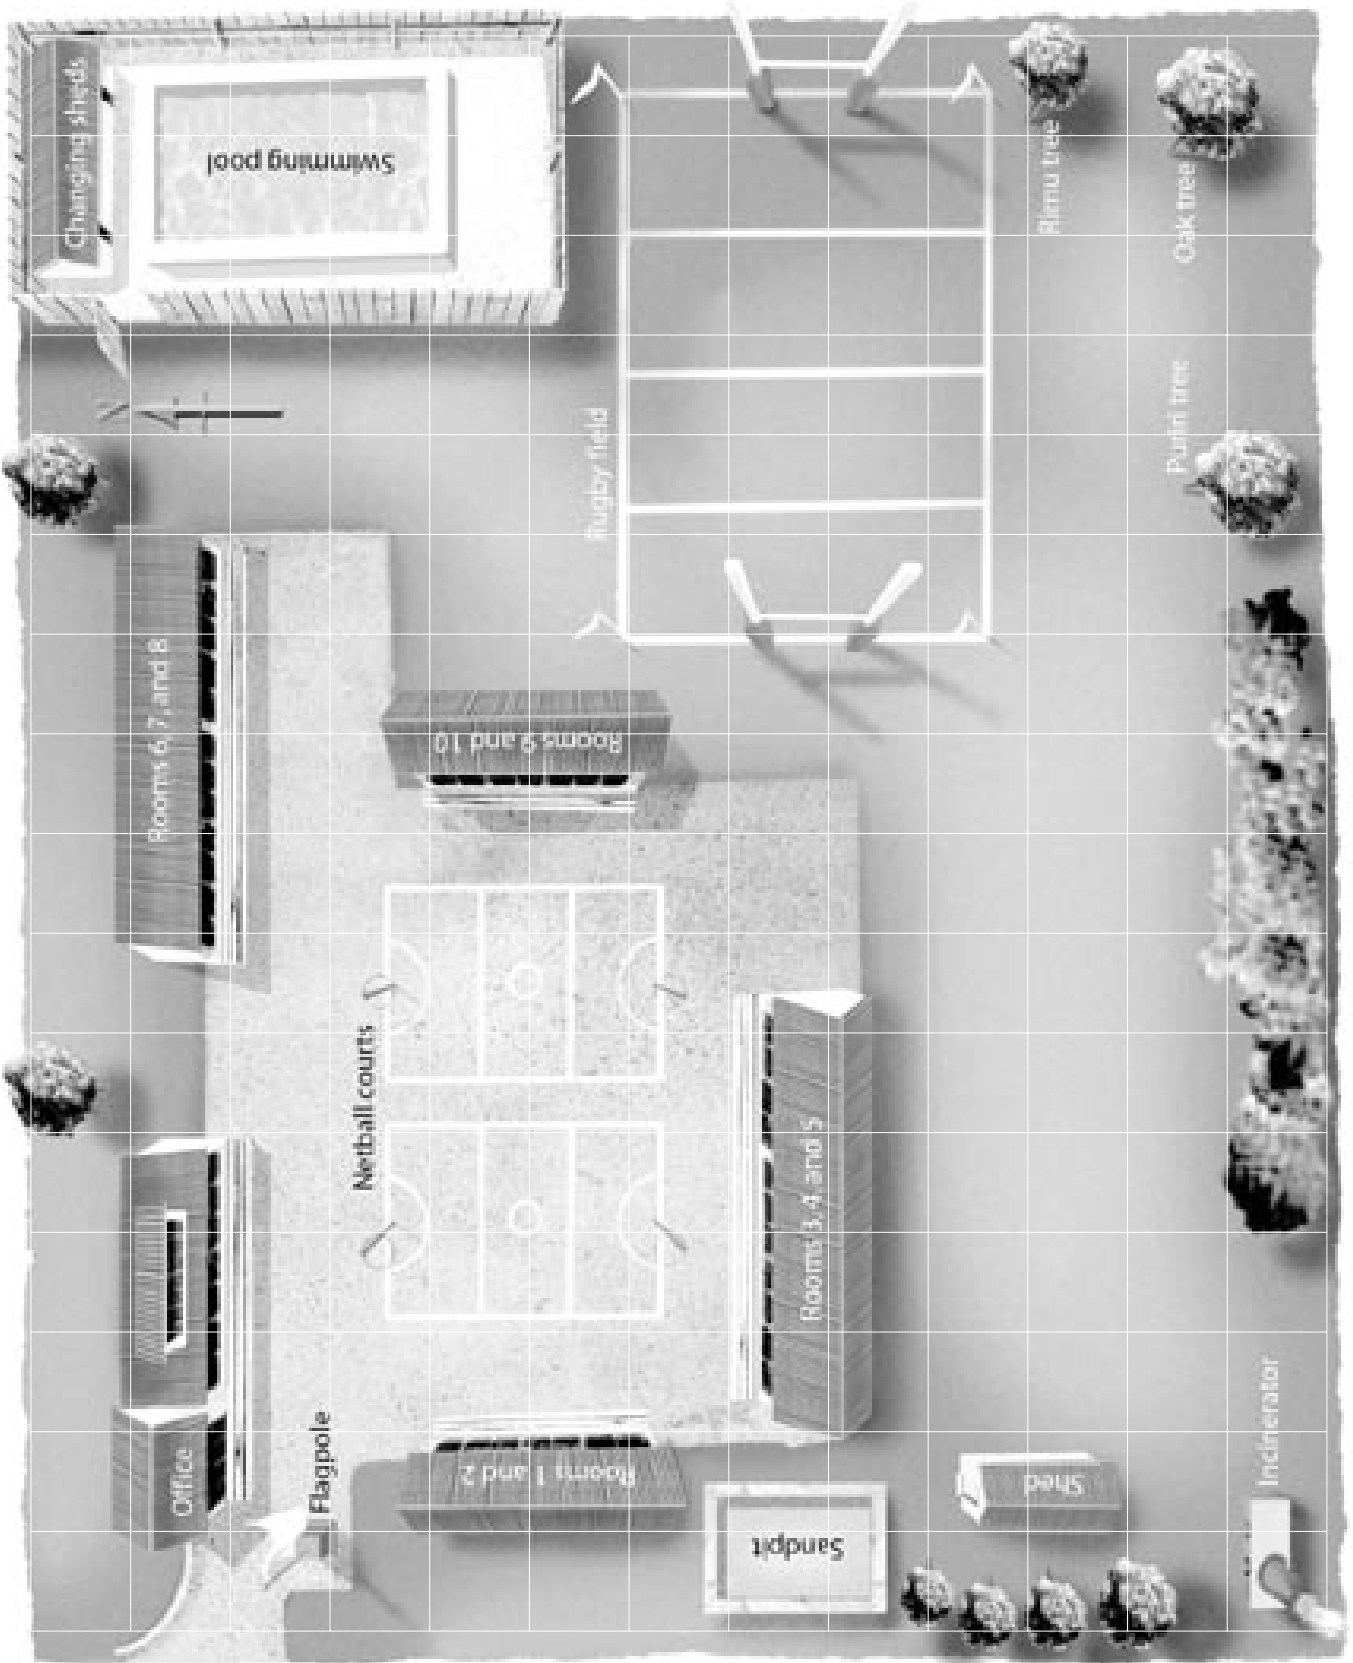 Changing sheds
Swimming pool
Rimu tree
Oak tree
Puriri tree
Rugby field
Rooms 6, 7, and 8
Rooms 9 and 10
Netball courts
Rooms 3, 4, and 5
Office
Flagpole
Rooms 1 and 2
Sandpit
Shed
Incinerator